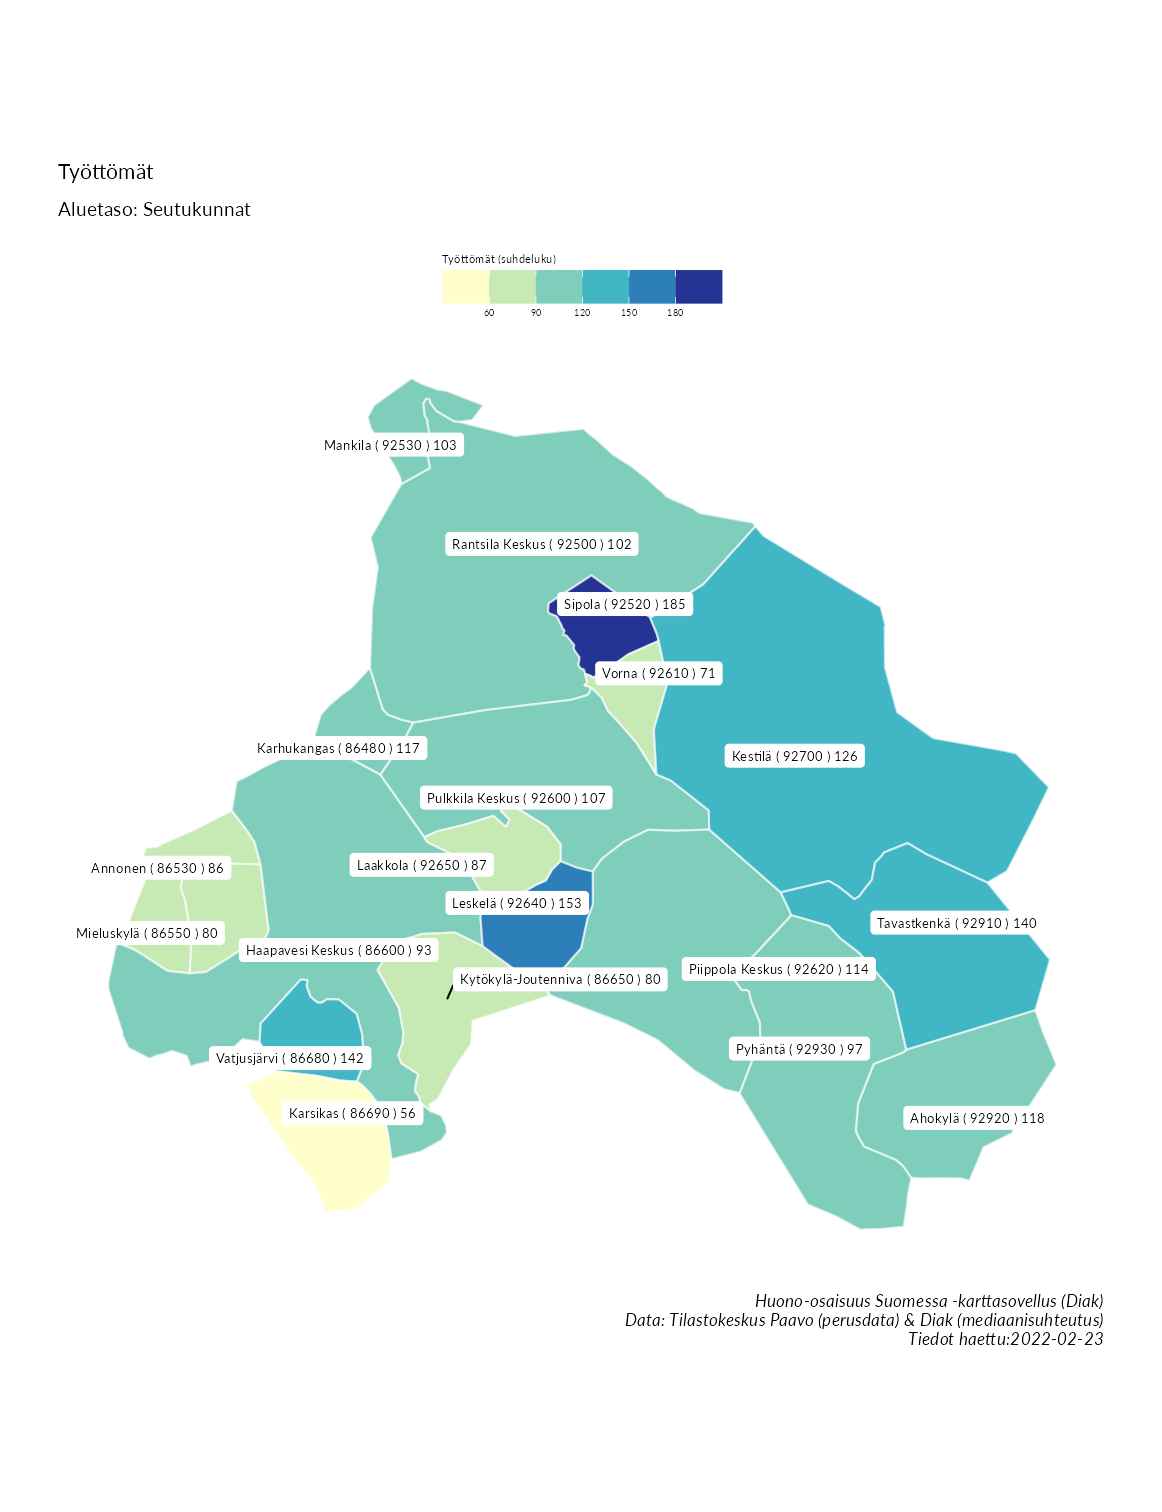 Työttömät
Aluetaso: Seutukunnat
Työttömät (suhdeluku)
60 90 120 150 180
Mankila ( 92530 ) 103
Rantsila Keskus ( 92500 ) 102
Sipola ( 92520 ) 185
Vorna ( 92610 ) 71
Karhukangas ( 86480 ) 117
Kestilä ( 92700 ) 126
Pulkkila Keskus ( 92600 ) 107
Laakkola ( 92650 ) 87
Annonen ( 86530 ) 86
Leskelä ( 92640 ) 153
Tavastkenkä ( 92910 ) 140
Mieluskylä ( 86550 ) 80
Haapavesi Keskus ( 86600 ) 93
Piippola Keskus ( 92620 ) 114
Kytökylä-Joutenniva ( 86650 ) 80
Pyhäntä ( 92930 ) 97
Vatjusjärvi ( 86680 ) 142
Karsikas ( 86690 ) 56
Ahokylä ( 92920 ) 118
Huono-osaisuus Suomessa -karttasovellus (Diak)
Data: Tilastokeskus Paavo (perusdata) & Diak (mediaanisuhteutus)
Tiedot haettu:2022-02-23